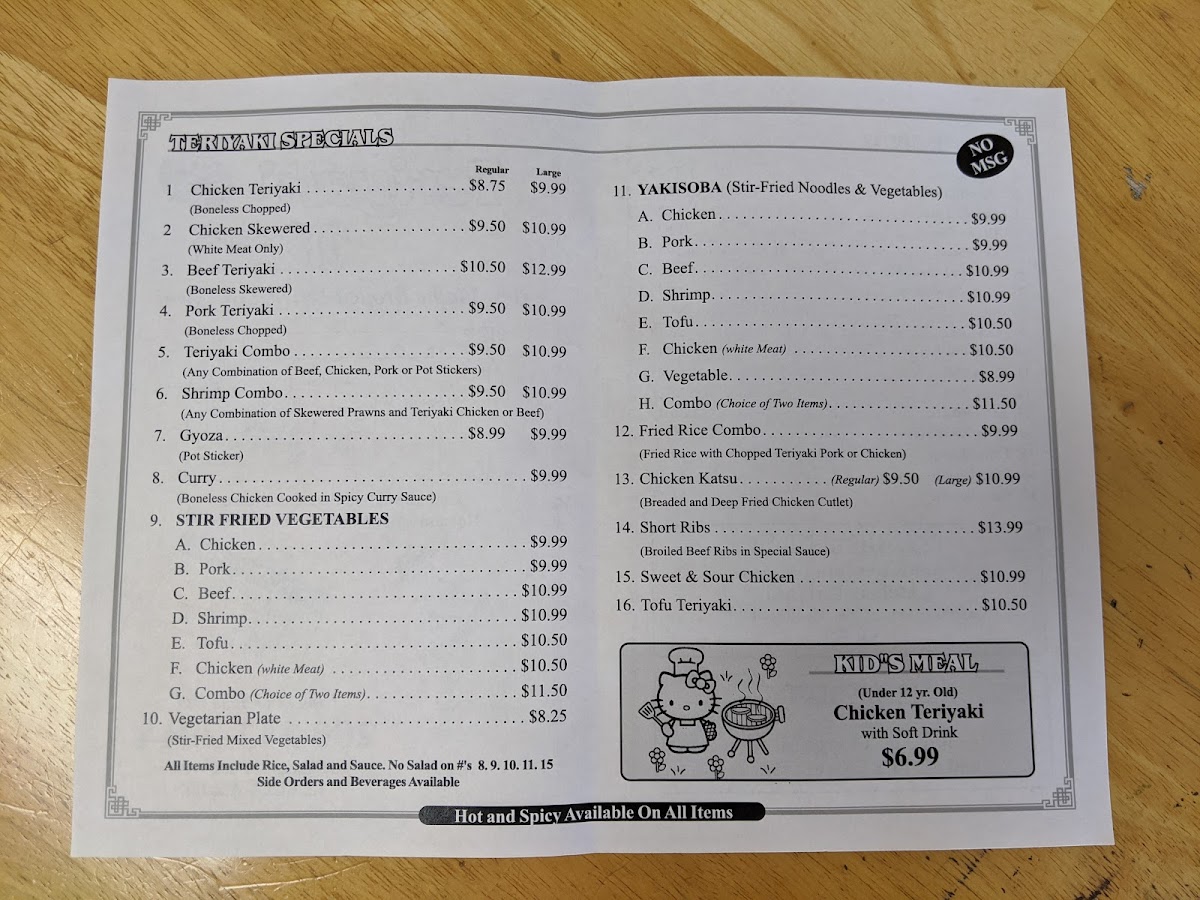 TERIYAKI SPECIALS
Regular Large
1 Chicken Teriyaki ........................ $8.75 $9.99
(Boneless Chopped)
2 Chicken Skewered ........................ $9.50 $10.99
(White Meat Only)
3. Beef Teriyaki ........................ $10.50 $12.99
(Boneless Skewered)
4. Pork Teriyaki ........................ $9.50 $10.99
(Boneless Chopped)
5. Teriyaki Combo ........................ $9.50 $10.99
(Any Combination of Beef, Chicken, Pork or Pot Stickers)
6. Shrimp Combo ........................ $9.50 $10.99
(Any Combination of Skewered Prawns and Teriyaki Chicken or Beef)
7. Gyoza ........................ $8.99 $9.99
(Pot Sticker)
8. Curry ........................ $9.99
(Boneless Chicken Cooked in Spicy Curry Sauce)
9. STIR FRIED VEGETABLES
A. Chicken ........................ $9.99
B. Pork ........................ $9.99
C. Beef ........................ $10.99
D. Shrimp ........................ $10.99
E. Tofu ........................ $10.50
F. Chicken (white Meat) ........................ $10.50
G. Combo (Choice of Two Items) ........................ $11.50
10. Vegetarian Plate ........................ $8.25
(Stir-Fried Mixed Vegetables)
All Items Include Rice, Salad and Sauce. No Salad on #'s 8. 9. 10. 11. 15
Side Orders and Beverages Available
NO
MSG
11. YAKISOBA (Stir-Fried Noodles & Vegetables)
A. Chicken ........................ $9.99
B. Pork ........................ $9.99
C. Beef ........................ $10.99
D. Shrimp ........................ $10.99
E. Tofu ........................ $10.50
F. Chicken (white Meat) ........................ $10.50
G. Vegetable ........................ $8.99
H. Combo (Choice of Two Items) ........................ $11.50
12. Fried Rice Combo ........................ $9.99
(Fried Rice with Chopped Teriyaki Pork or Chicken)
13. Chicken Katsu ........... (Regular) $9.50 (Large) $10.99
(Breaded and Deep Fried Chicken Cutlet)
14. Short Ribs ........................ $13.99
(Broiled Beef Ribs in Special Sauce)
15. Sweet & Sour Chicken ........................ $10.99
16. Tofu Teriyaki ........................ $10.50
KID"S MEAL
(Under 12 yr. Old)
Chicken Teriyaki
with Soft Drink
$6.99
Hot and Spicy Available On All Items